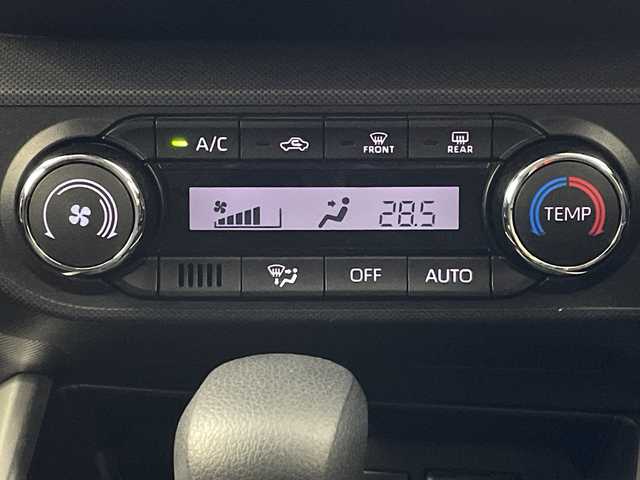 A/C
FRONT
REAR
28.5
TEMP
OFF
AUTO